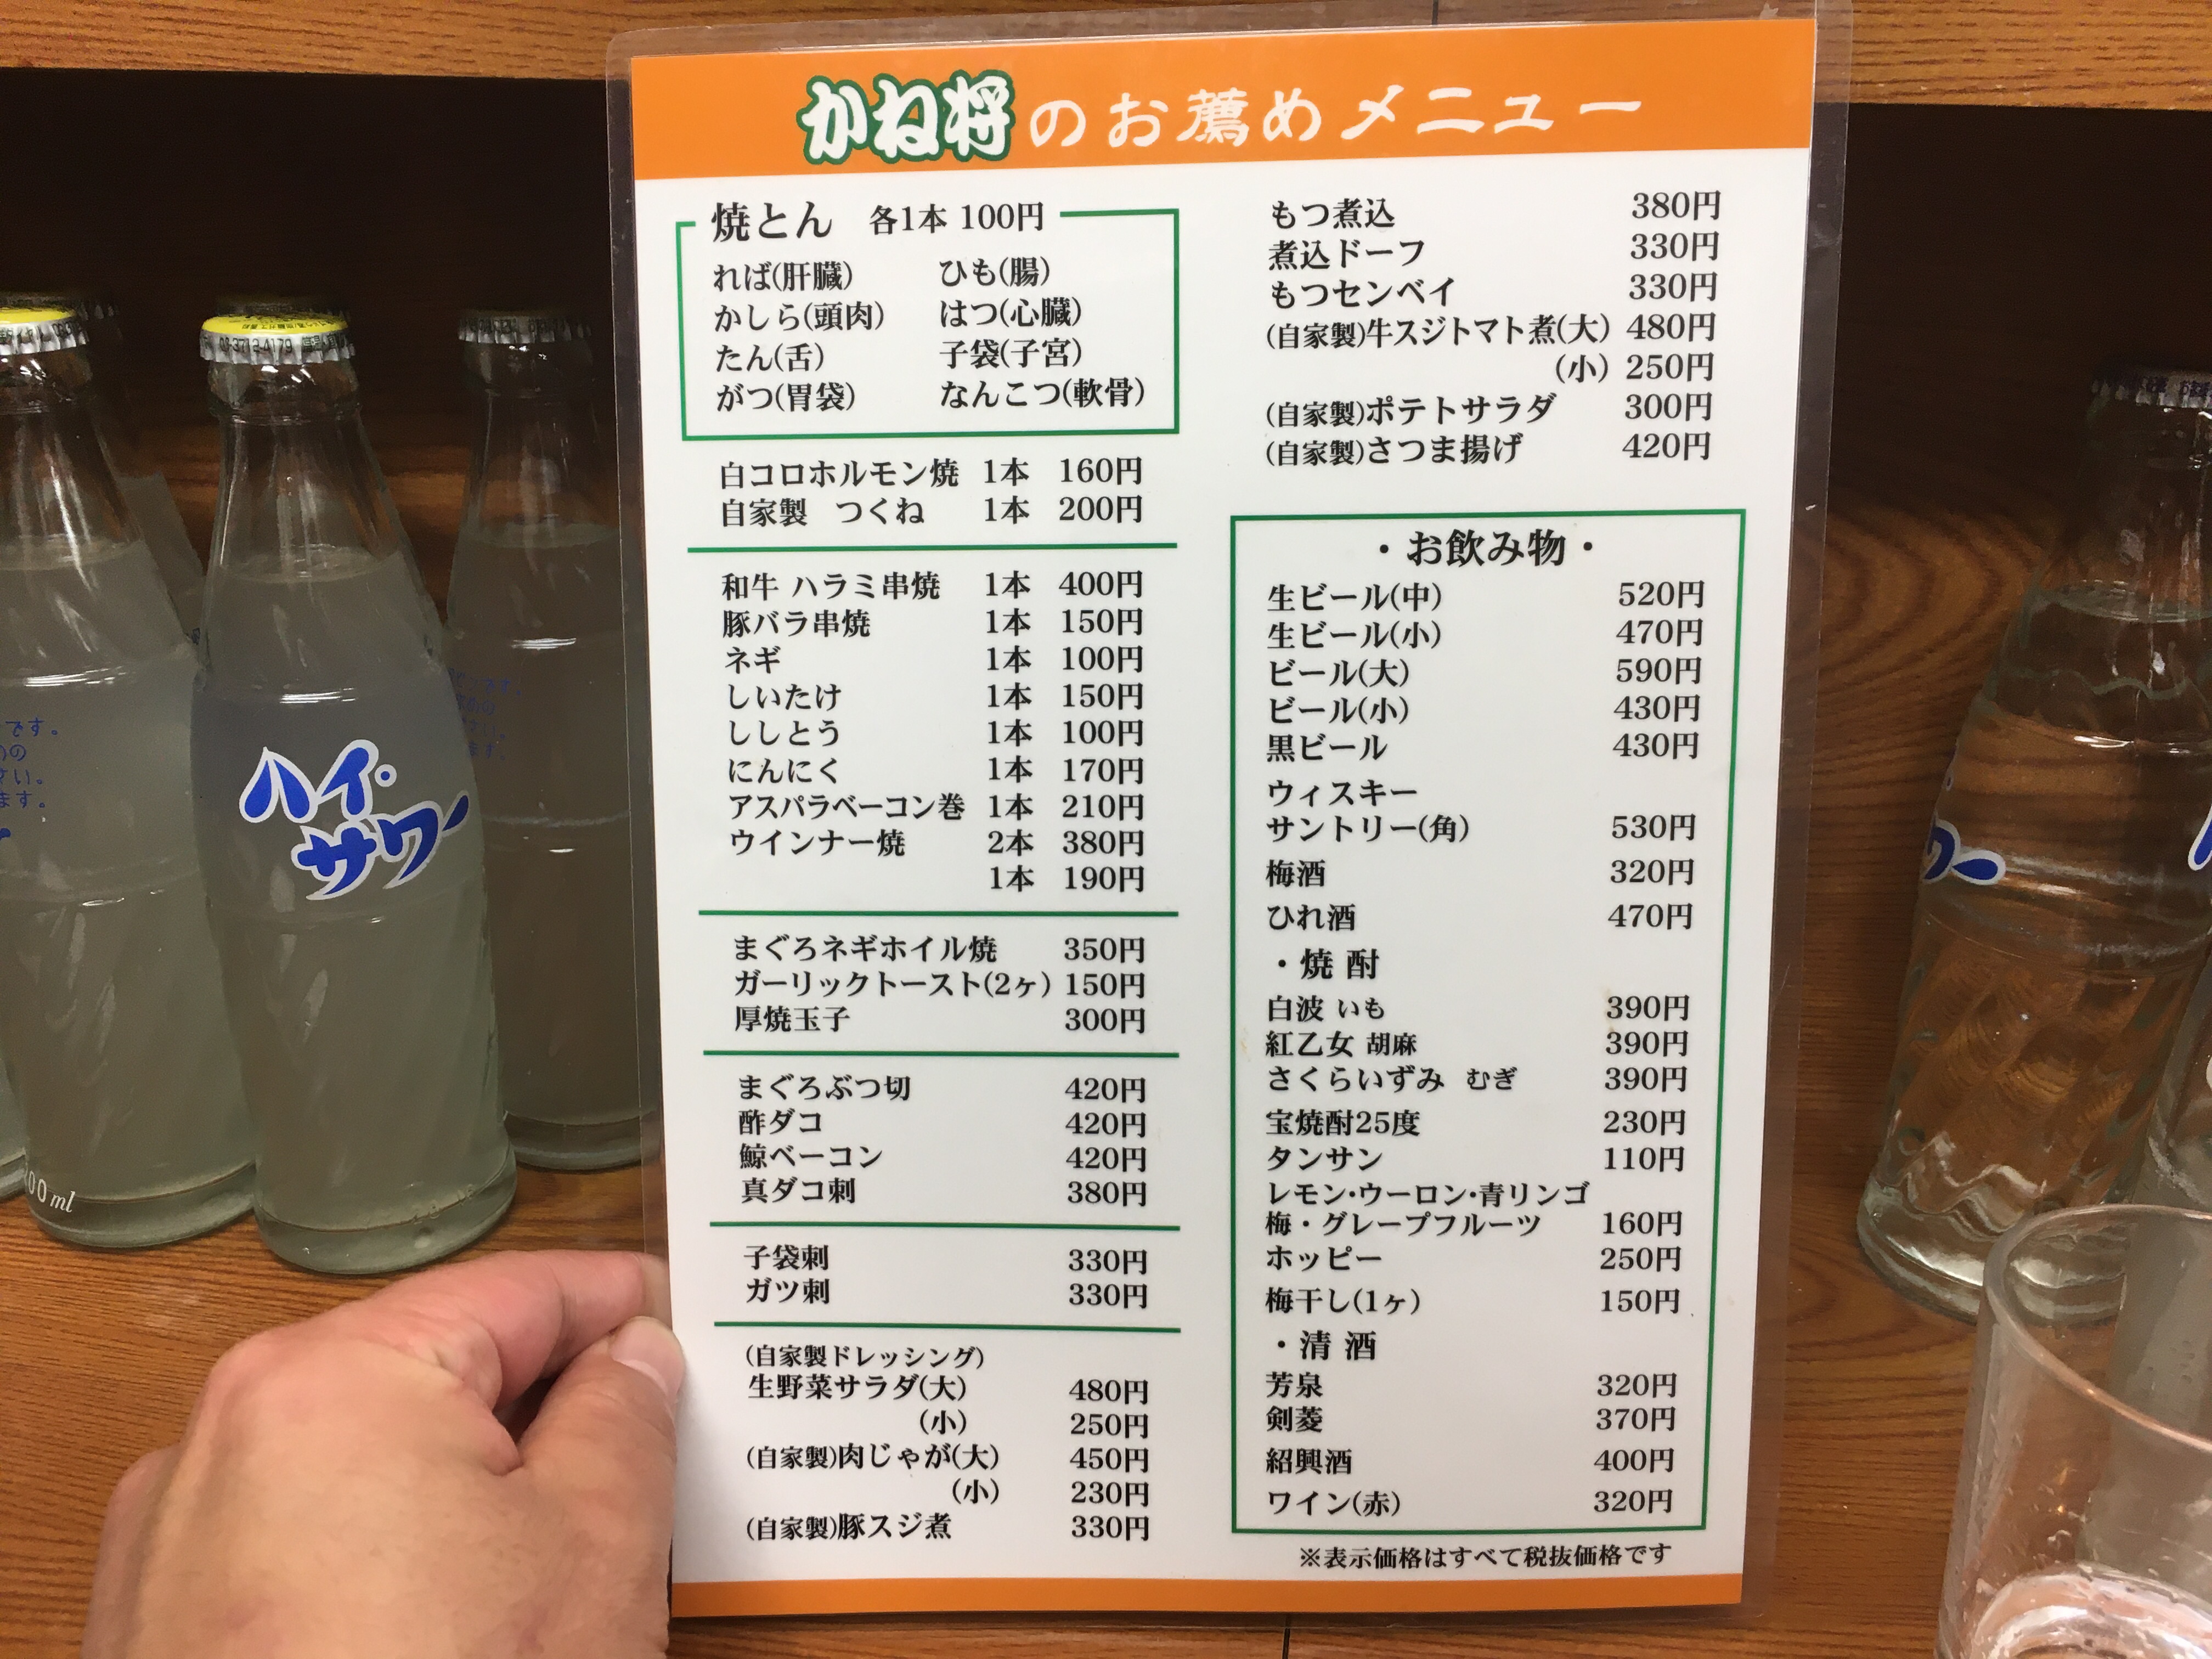 かね将のお薦めメニュー
焼とん 各1本 100円
れば(肝臓) ひも(腸)
かしら(頭肉) はつ(心臓)
たん(舌) 子袋(子宮)
がつ(胃袋) なんこつ(軟骨)
白コロホルモン焼 1本 160円
自家製 つくね 1本 200円
和牛 ハラミ串焼 1本 400円
豚バラ串焼 1本 150円
ネギ 1本 100円
しいたけ 1本 150円
ししとう 1本 100円
にんにく 1本 170円
アスパラベーコン巻 1本 210円
ウインナー焼 2本 380円
1本 190円
まぐろネギホイル焼 350円
ガーリックトースト(2ヶ) 150円
厚焼玉子 300円
まぐろぶつ切 420円
酢ダコ 420円
鯨ベーコン 420円
真ダコ刺 380円
子袋刺 330円
ガツ刺 330円
(自家製ドレッシング)
生野菜サラダ(大) 480円
(小) 250円
(自家製)肉じゃが(大) 450円
(小) 230円
(自家製)豚スジ煮 330円
もつ煮込 380円
煮込ドーフ 330円
もつセンベイ 330円
(自家製)牛スジトマト煮(大) 480円
(小) 250円
(自家製)ポテトサラダ 300円
(自家製)さつま揚げ 420円
・お飲み物・
生ビール(中) 520円
生ビール(小) 470円
ビール(大) 590円
ビール(小) 430円
黒ビール 430円
ウィスキー
サントリー(角) 530円
梅酒 320円
ひれ酒 470円
・焼 酎
白波 いも 390円
紅乙女 胡麻 390円
さくらいずみ むぎ 390円
宝焼酎25度 230円
タンサン 110円
レモン・ウーロン・青リンゴ
梅・グレープフルーツ 160円
ホッピー 250円
梅干し(1ヶ) 150円
・清 酒
芳泉 320円
剣菱 370円
紹興酒 400円
ワイン(赤) 320円
※表示価格はすべて税抜価格です
ハイ・
サワー
です。
さい。
ます。
00ml
03-3712-4179